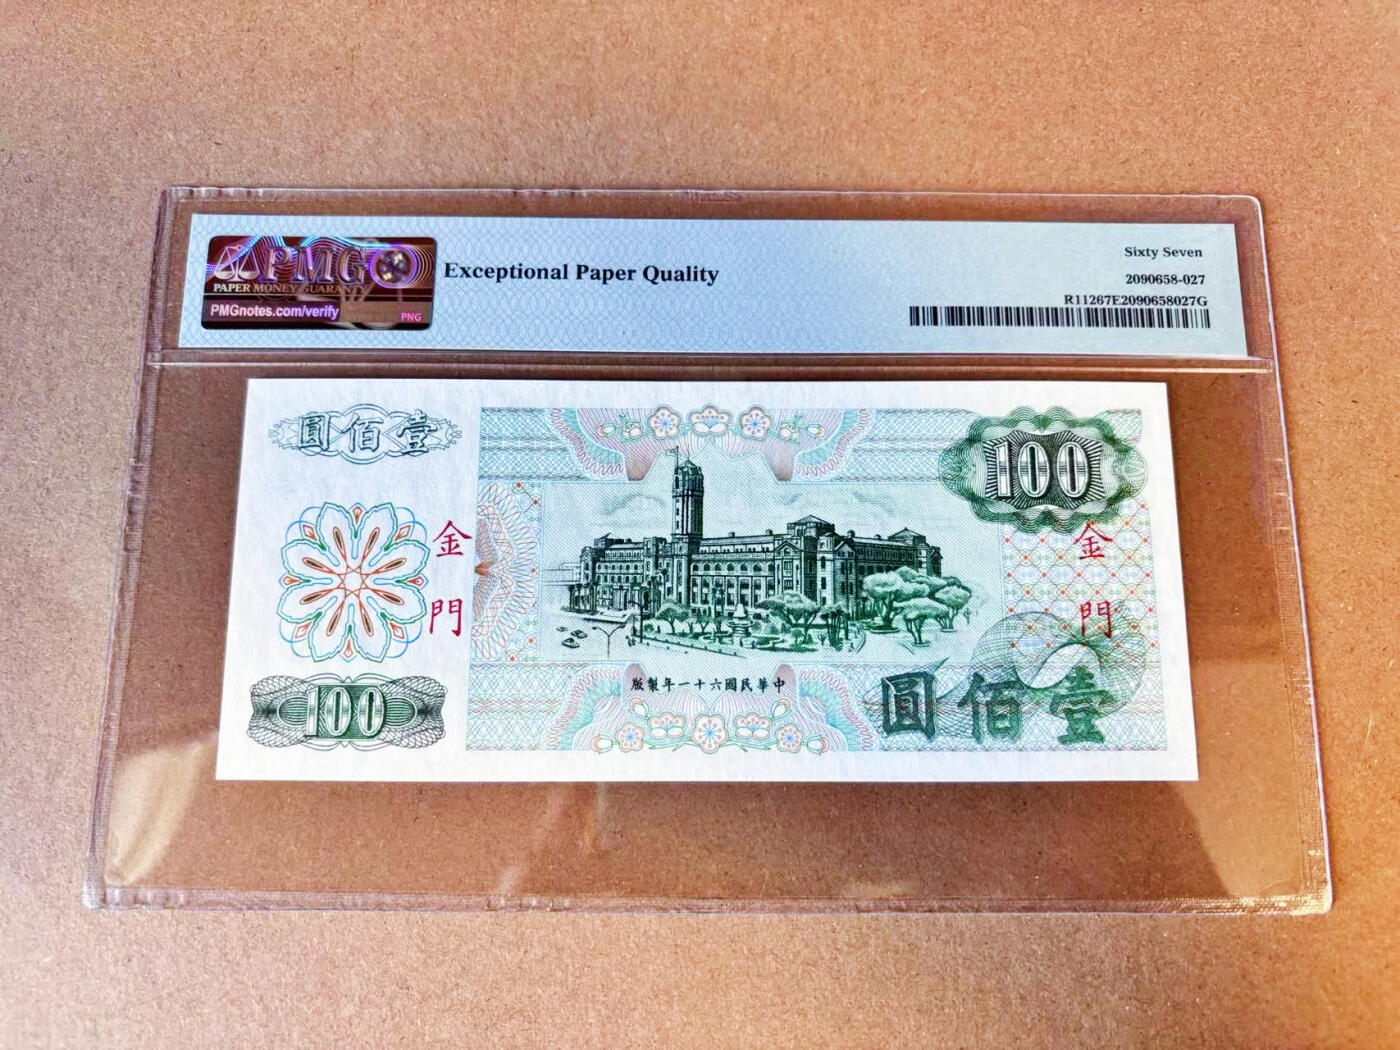 PMG
PAPER MONEY GUARANTY
PMGnotes.com/verify
PNG
Exceptional Paper Quality
Sixty Seven
2090658-027
R11267E2090658027G
圓佰壹
100
金門
金門
100
版製年一十六國民華中
圓佰壹